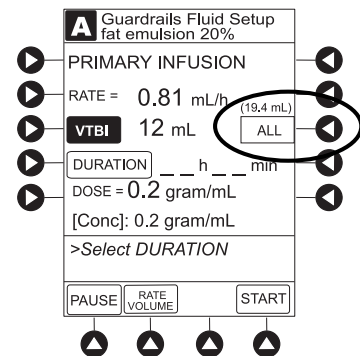 A Guardrails Fluid Setup
fat emulsion 20%
PRIMARY INFUSION
RATE = 0.81 mL/h
(19.4 mL)
VTBI 12 mL ALL
DURATION _ _ h _ _ min
DOSE = 0.2 gram/mL
[Conc]: 0.2 gram/mL
>Select DURATION
PAUSE RATE VOLUME START